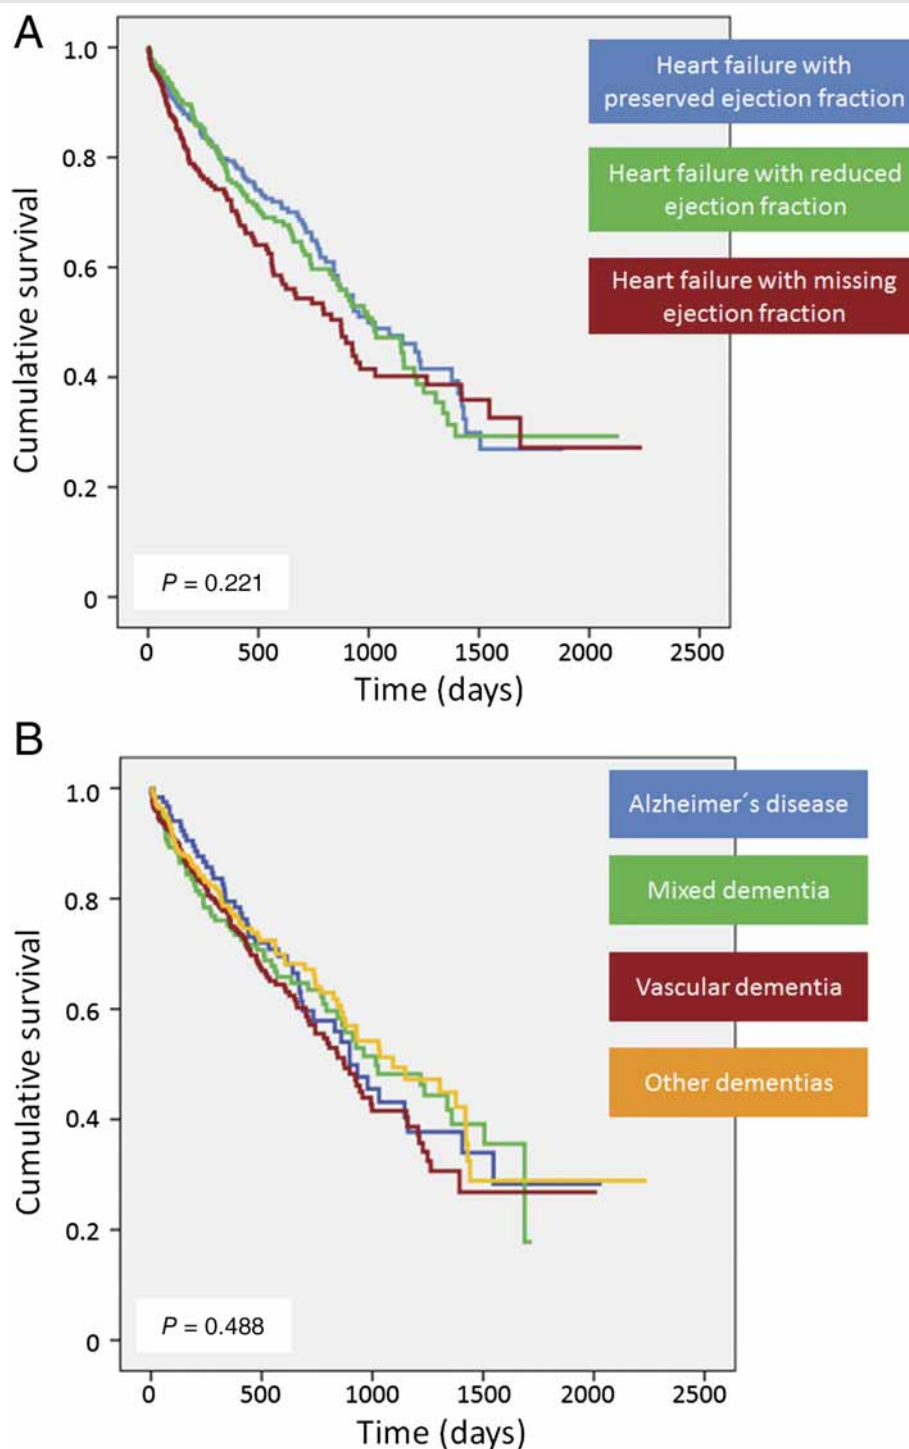 A
1.0
0.8
0.6
0.4
0.2
0
Cumulative survival
Heart failure with
preserved ejection fraction
Heart failure with reduced
ejection fraction
Heart failure with missing
ejection fraction
P = 0.221
0 500 1000 1500 2000 2500
Time (days)
B
1.0
0.8
0.6
0.4
0.2
0
Cumulative survival
Alzheimer´s disease
Mixed dementia
Vascular dementia
Other dementias
P = 0.488
0 500 1000 1500 2000 2500
Time (days)